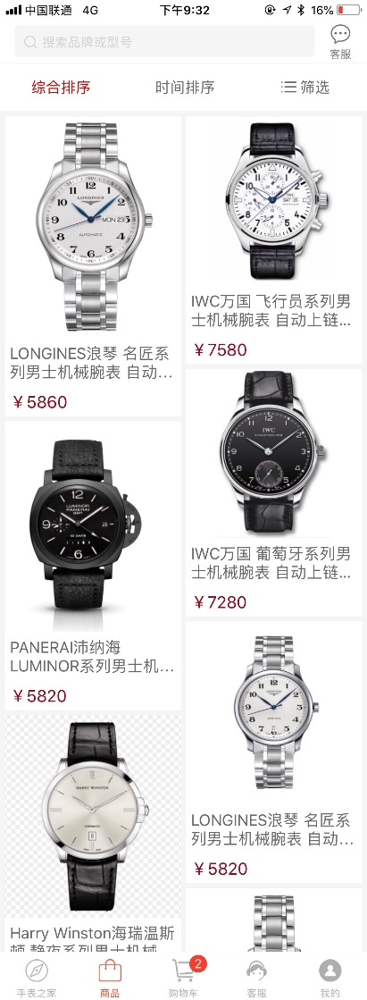 中国联通 4G
下午9:32
16%
搜索品牌或型号
客服
综合排序
时间排序
筛选
LONGINES
MON 23
AUTOMATIC
LONGINES浪琴 名匠系
列男士机械腕表 自动...
￥5860
IWC
IWC万国 飞行员系列男
士机械腕表 自动上链...
￥7580
LUMINOR
PANERAI
GMT
10 DAYS
PANERAI沛纳海
LUMINOR系列男士机...
￥5820
IWC
IWC万国 葡萄牙系列男
士机械腕表 自动上链...
￥7280
HARRY WINSTON
AUTOMATIC
8
Harry Winston海瑞温斯
顿 静夜系列男士机械
LONGINES浪琴 名匠系
列男士机械腕表 自动...
￥5820
手表之家
商品
2
购物车
客服
我的